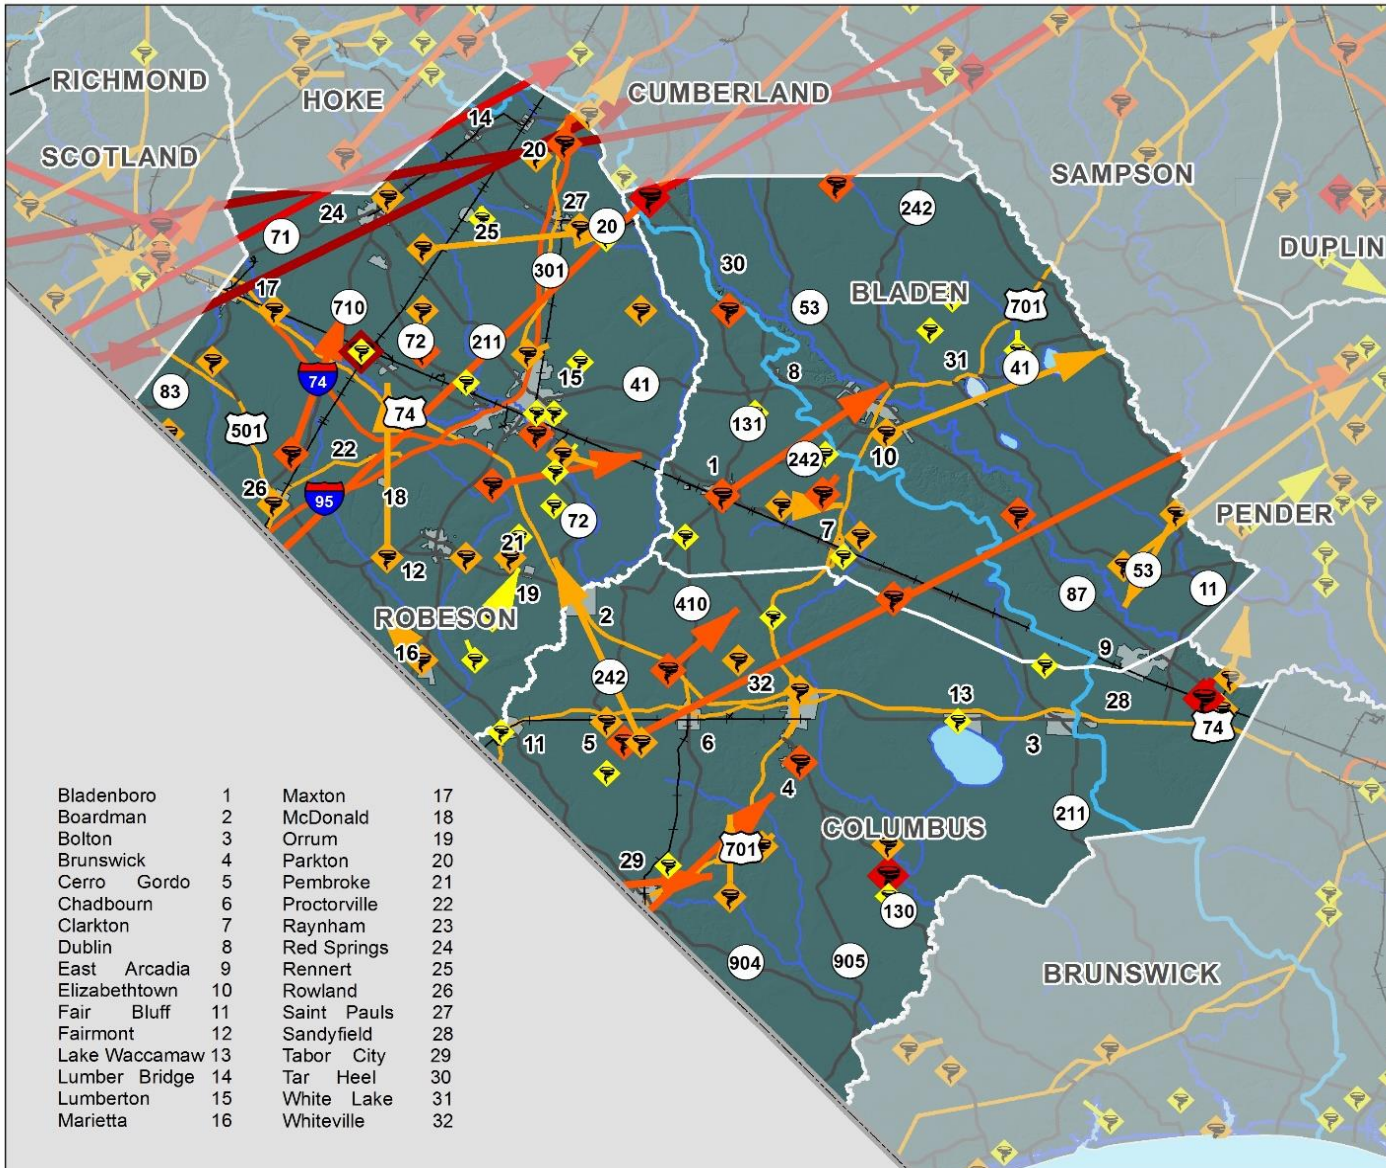 RICHMOND
HOKE
CUMBERLAND
SCOTLAND
SAMPSON
DUPLIN
14
20
24
27
25
71
20
242
301
30
53
BLADEN
701
17
710
72
211
31
41
74
15
8
83
41
131
501
74
22
1
242
10
26
95
18
72
7
PENDER
21
12
53
87
11
19
410
ROBESON
2
16
242
32
9
13
28
11
5
6
3
74
4
211
701
COLUMBUS
29
130
904
905
BRUNSWICK
Bladenboro 1 Maxton 17
Boardman 2 McDonald 18
Bolton 3 Orrum 19
Brunswick 4 Parkton 20
Cerro Gordo 5 Pembroke 21
Chadbourn 6 Proctorville 22
Clarkton 7 Raynham 23
Dublin 8 Red Springs 24
East Arcadia 9 Rennert 25
Elizabethtown 10 Rowland 26
Fair Bluff 11 Saint Pauls 27
Fairmont 12 Sandyfield 28
Lake Waccamaw 13 Tabor City 29
Lumber Bridge 14 Tar Heel 30
Lumberton 15 White Lake 31
Marietta 16 Whiteville 32